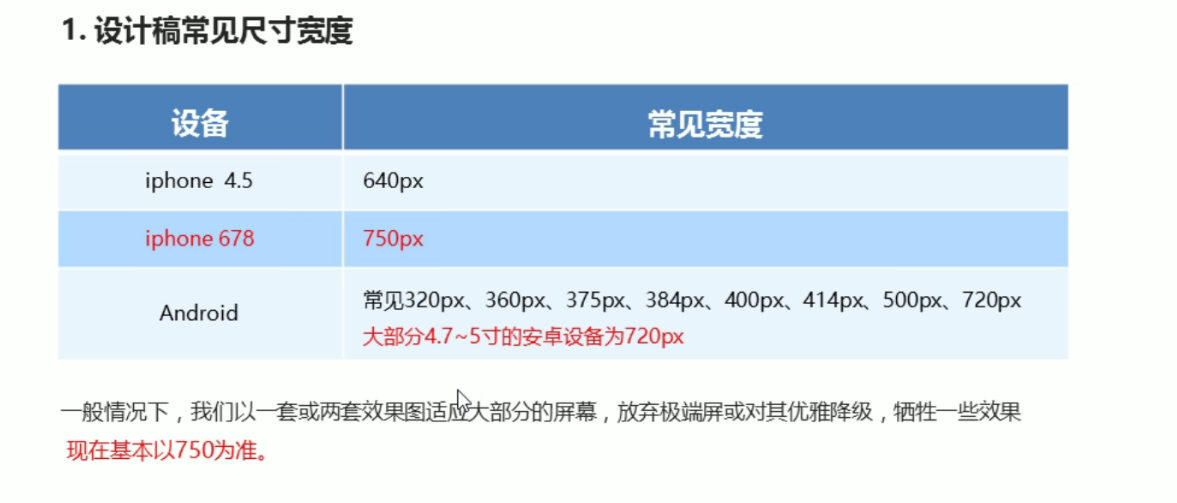 1. 设计稿常见尺寸宽度
设备
常见宽度
iphone 4.5
640px
iphone 678
750px
Android
常见320px、360px、375px、384px、400px、414px、500px、720px
大部分4.7~5寸的安卓设备为720px
一般情况下，我们以一套或两套效果图适应大部分的屏幕，放弃极端屏或对其优雅降级，牺牲一些效果
现在基本以750为准。